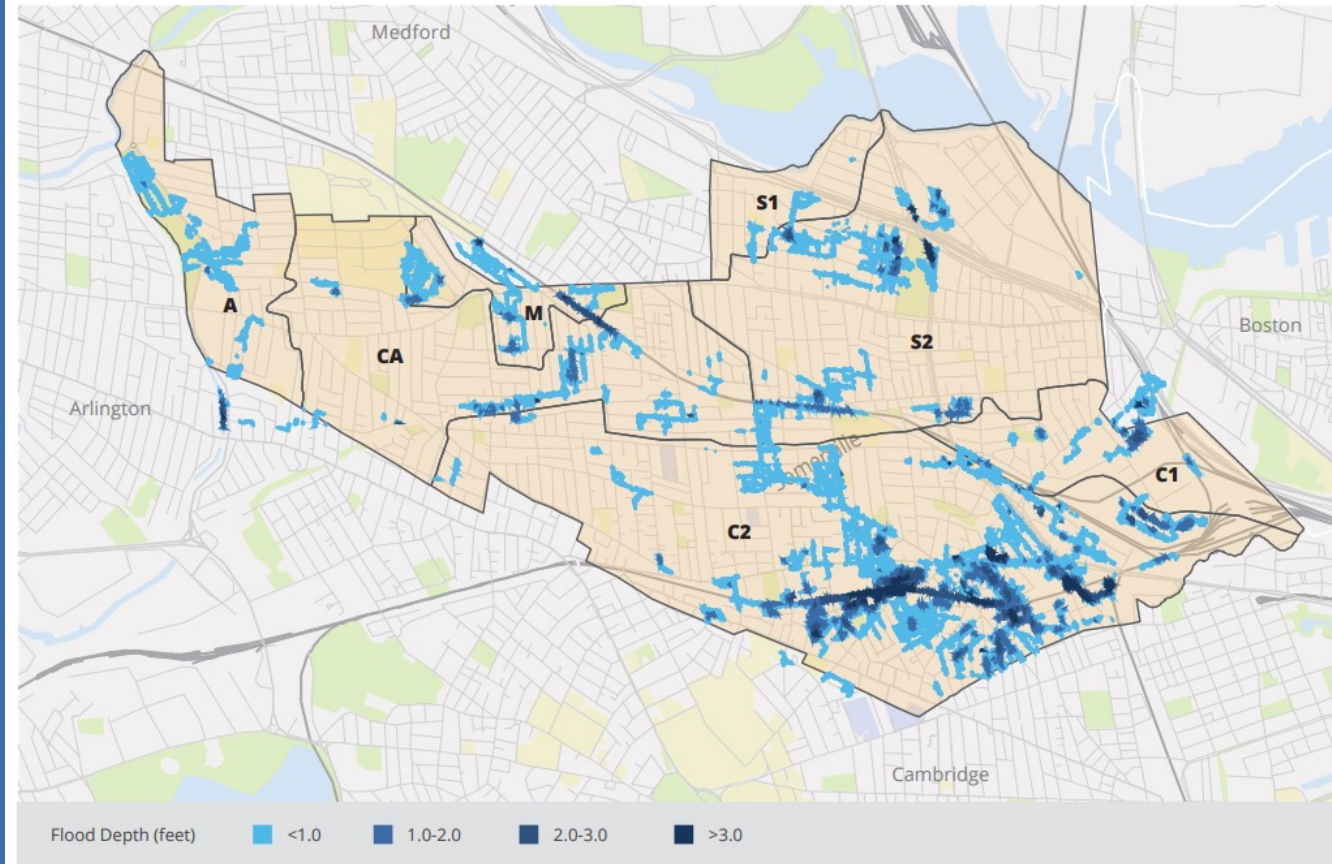 Medford
S1
A
M
S2
CA
Boston
Arlington
Somerville
C1
C2
Cambridge
Flood Depth (feet) <1.0 1.0-2.0 2.0-3.0 >3.0